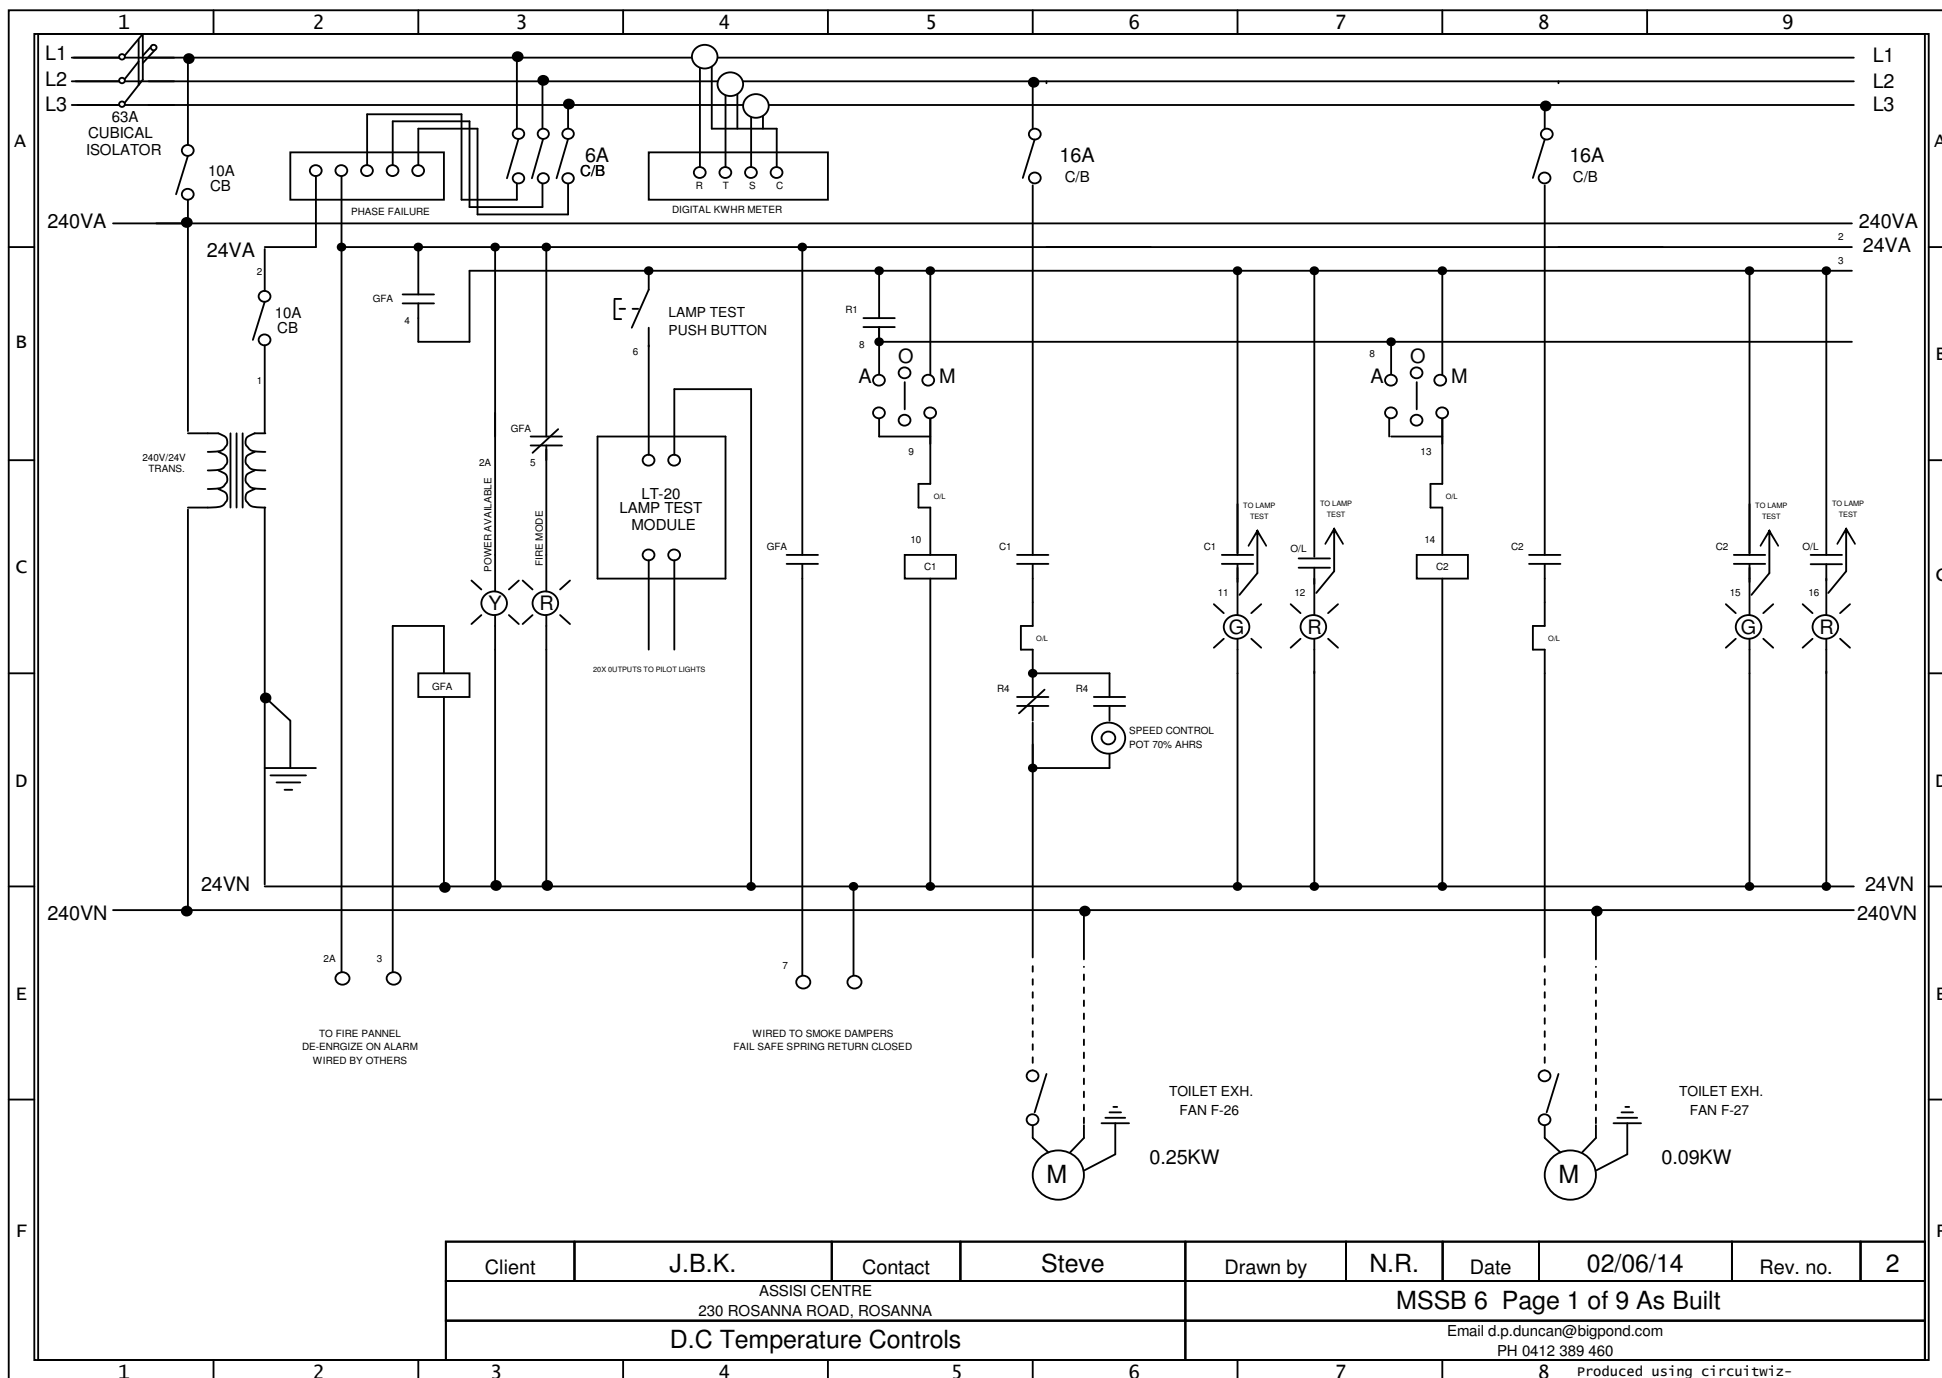 1 2 3 4 5 6 7 8 9
L1 L1
L2 L2
L3 L3
63A
CUBICAL
ISOLATOR
A
10A
CB
PHASE FAILURE
6A
C/B
R T S C
DIGITAL KWHR METER
16A
C/B
16A
C/B
240VA 240VA
24VA 2 24VA
3
B
2
10A
CB
1
GFA
4
LAMP TEST
PUSH BUTTON
6
R1
8
A O M
8
A O M
240V/24V
TRANS.
GFA
2A 5
POWER AVAILABLE
FIRE MODE
Y R
LT-20
LAMP TEST
MODULE
20X 0UTPUTS TO PILOT LIGHTS
GFA
9
O/L
10
C1
C1
O/L
TO LAMP
TEST
TO LAMP
TEST
C1 O/L
11 12
G R
13
O/L
14
C2
C2
O/L
TO LAMP
TEST
TO LAMP
TEST
C2 O/L
15 16
G R
C
GFA
R4 R4
SPEED CONTROL
POT 70% AHRS
D
24VN 24VN
240VN 240VN
2A 3 7
E
TO FIRE PANNEL
DE-ENRGIZE ON ALARM
WIRED BY OTHERS
WIRED TO SMOKE DAMPERS
FAIL SAFE SPRING RETURN CLOSED
TOILET EXH.
FAN F-26
0.25KW
M
TOILET EXH.
FAN F-27
0.09KW
M
F
Client J.B.K. Contact Steve Drawn by N.R. Date 02/06/14 Rev. no. 2
ASSISI CENTRE
230 ROSANNA ROAD, ROSANNA
MSSB 6 Page 1 of 9 As Built
D.C Temperature Controls
Email d.p.duncan@bigpond.com
PH 0412 389 460
1 2 3 4 5 6 7 8 Produced using circuitwiz-